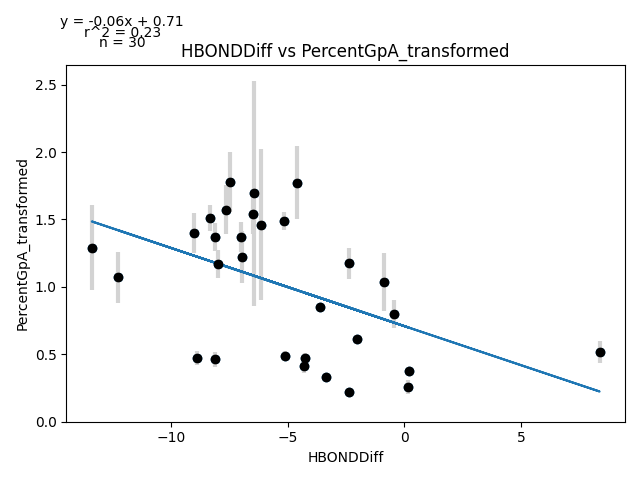 y = -0.06x + 0.71
r^2 = 0.23
n = 30
HBONDDiff vs PercentGpA_transformed
PercentGpA_transformed
2.5
2.0
1.5
1.0
0.5
0.0
−10
−5
0
5
HBONDDiff